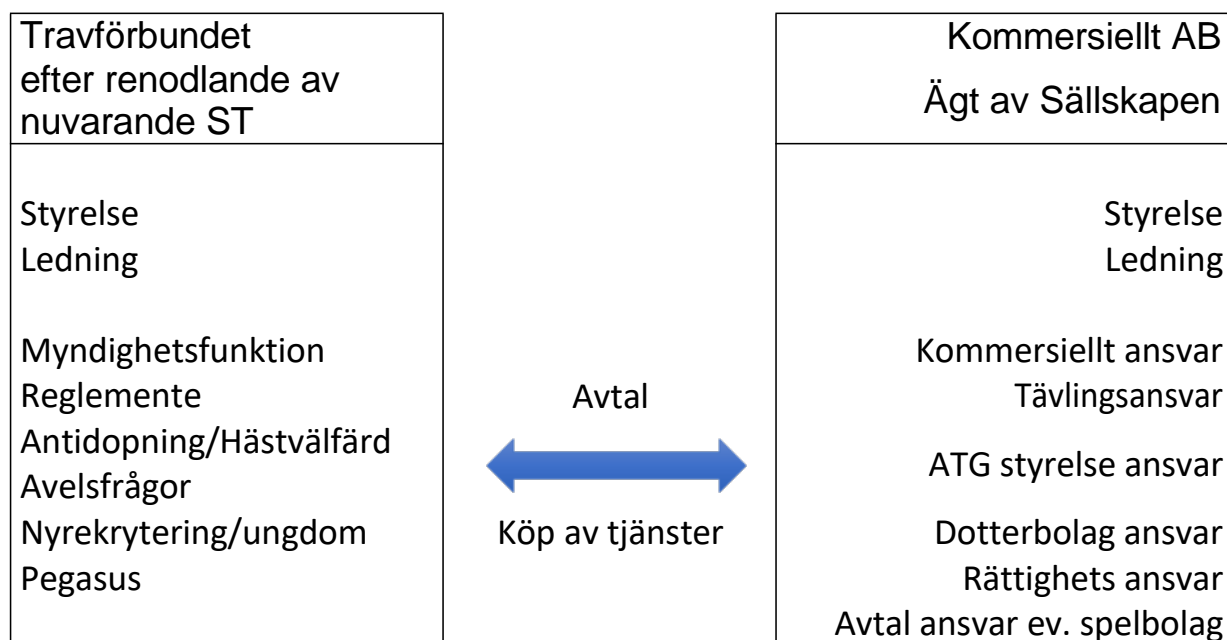 Travförbundet
efter renodlande av
nuvarande ST
Styrelse
Ledning
Myndighetsfunktion
Reglemente
Antidopning/Hästvälfärd
Avelsfrågor
Nyrekrytering/ungdom
Pegasus
Avtal
Köp av tjänster
Kommersiellt AB
Ägt av Sällskapen
Styrelse
Ledning
Kommersiellt ansvar
Tävlingsansvar
ATG styrelse ansvar
Dotterbolag ansvar
Rättighets ansvar
Avtal ansvar ev. spelbolag